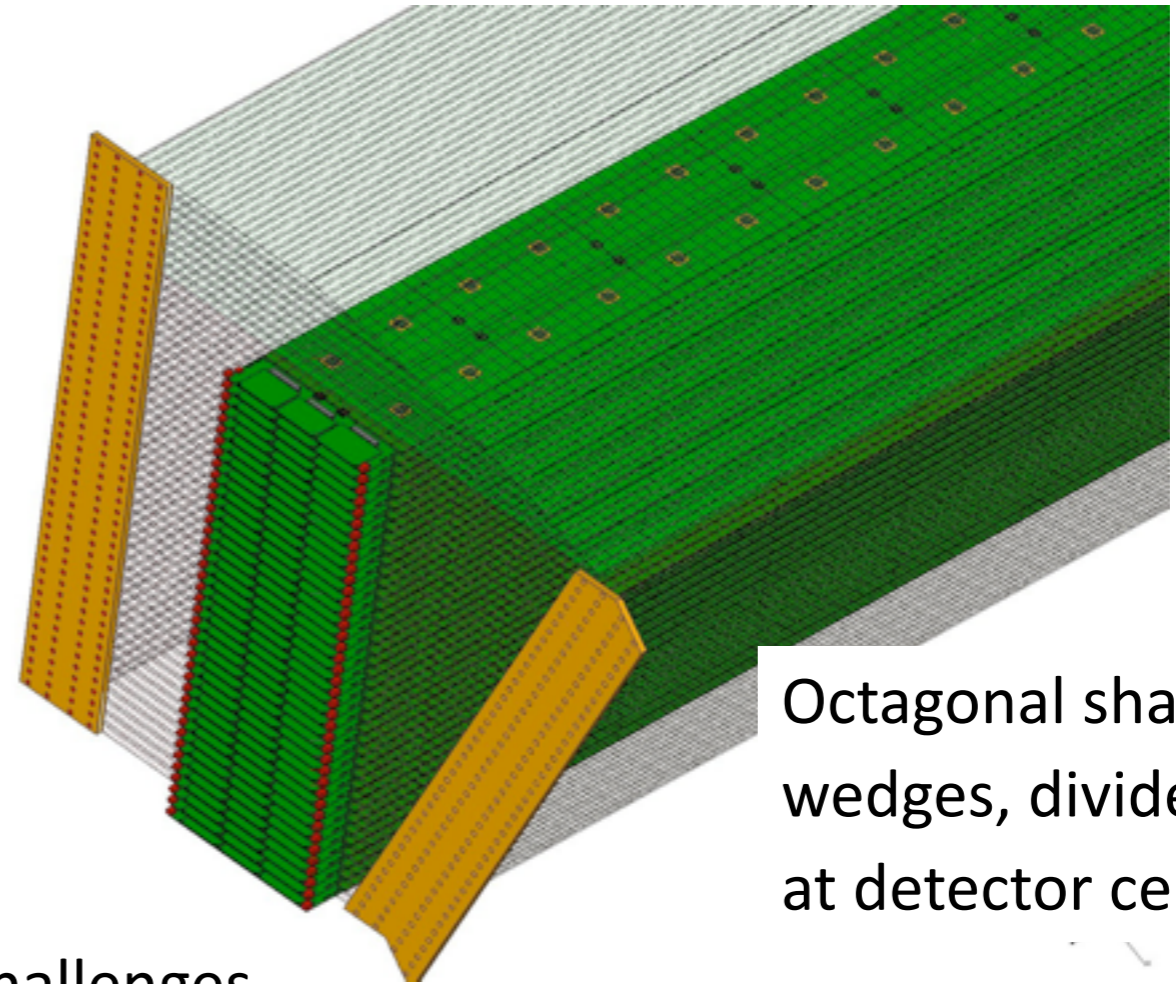 Octagonal sha
wedges, divide
at detector ce
hallenges